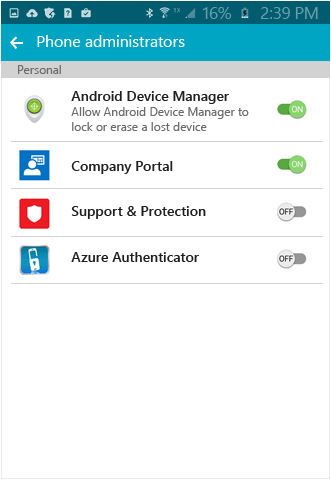 1X 16% 2:39 PM
Phone administrators
Personal
Android Device Manager
Allow Android Device Manager to
lock or erase a lost device
ON
Company Portal
ON
Support & Protection
OFF
Azure Authenticator
OFF